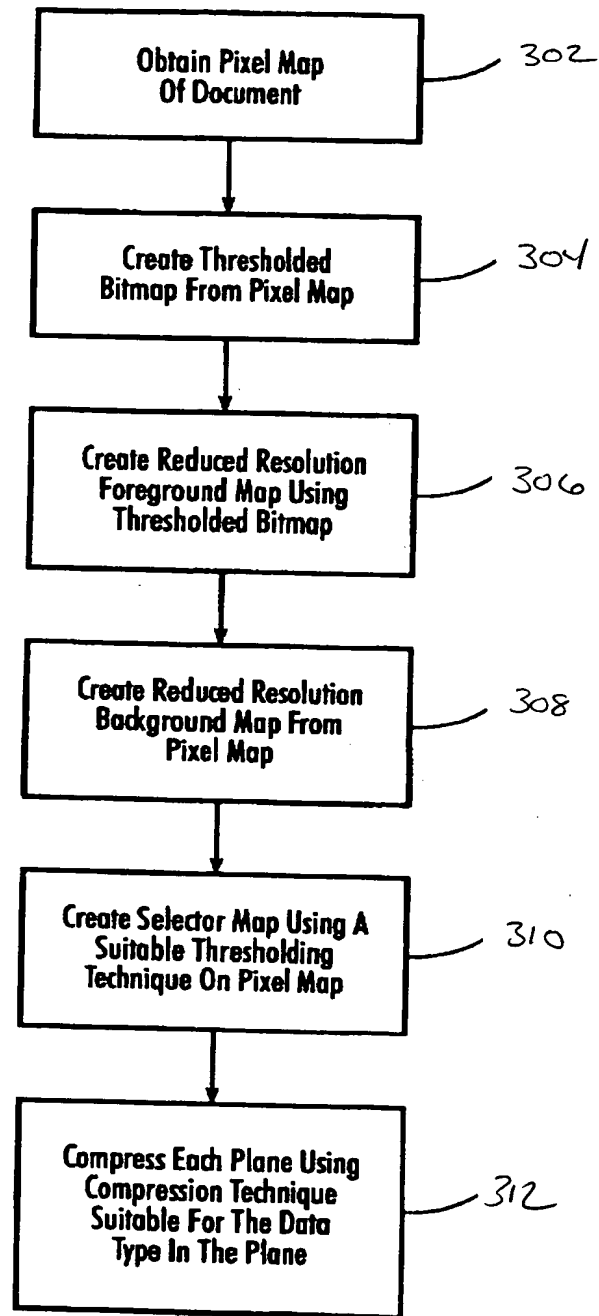 Obtain Pixel Map
Of Document
302
Create Thresholded
Bitmap From Pixel Map
304
Create Reduced Resolution
Foreground Map Using
Thresholded Bitmap
306
Create Reduced Resolution
Background Map From
Pixel Map
308
Create Selector Map Using A
Suitable Thresholding
Technique On Pixel Map
310
Compress Each Plane Using
Compression Technique
Suitable For The Data
Type In The Plane
312